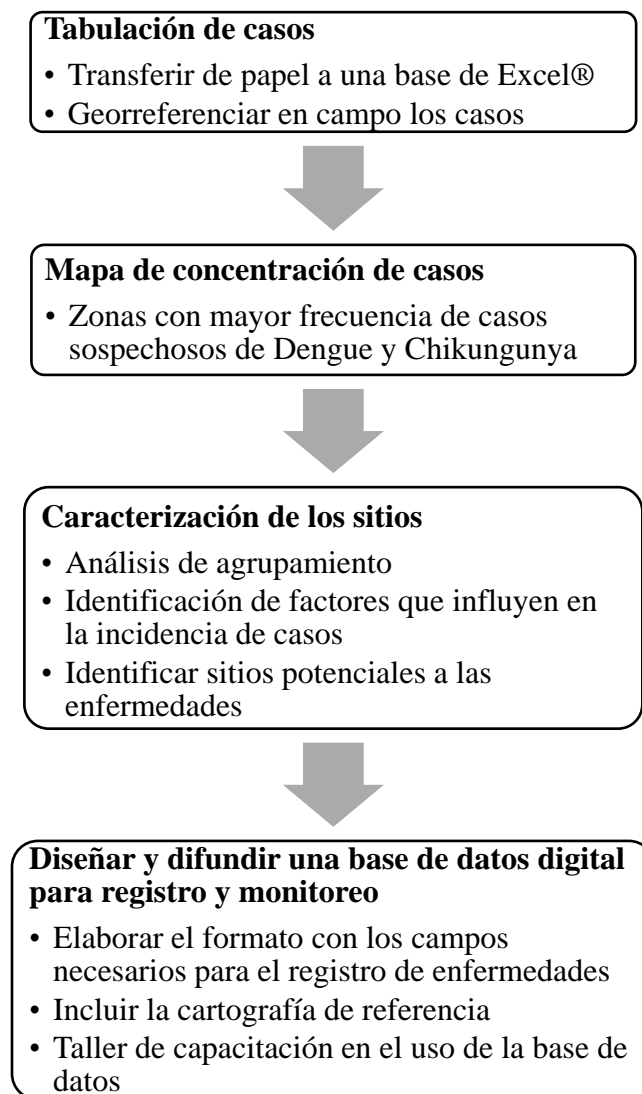 Tabulación de casos
• Transferir de papel a una base de Excel®
• Georreferenciar en campo los casos
Mapa de concentración de casos
• Zonas con mayor frecuencia de casos
sospechosos de Dengue y Chikungunya
Caracterización de los sitios
• Análisis de agrupamiento
• Identificación de factores que influyen en
la incidencia de casos
• Identificar sitios potenciales a las
enfermedades
Diseñar y difundir una base de datos digital
para registro y monitoreo
• Elaborar el formato con los campos
necesarios para el registro de enfermedades
• Incluir la cartografía de referencia
• Taller de capacitación en el uso de la base de
datos